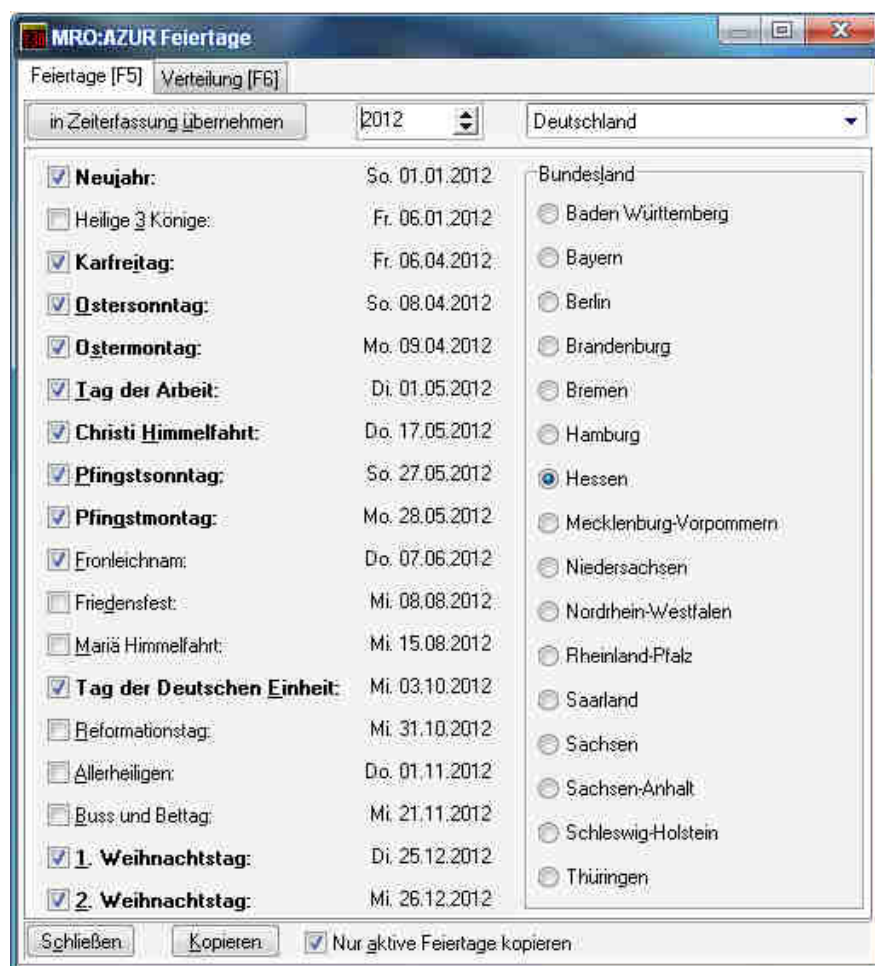 MRO:AZUR Feiertage
Feiertage [F5] Verteilung [F6]
in Zeiterfassung übernehmen 2012 Deutschland
Neujahr: So. 01.01.2012
Heilige 3 Könige: Fr. 06.01.2012
Karfreitag: Fr. 06.04.2012
Ostersonntag: So. 08.04.2012
Ostermontag: Mo. 09.04.2012
Tag der Arbeit: Di. 01.05.2012
Christi Himmelfahrt: Do. 17.05.2012
Pfingstsonntag: So. 27.05.2012
Pfingstmontag: Mo. 28.05.2012
Fronleichnam: Do. 07.06.2012
Friedensfest: Mi. 08.08.2012
Mariä Himmelfahrt: Mi. 15.08.2012
Tag der Deutschen Einheit: Mi. 03.10.2012
Reformationstag: Mi. 31.10.2012
Allerheiligen: Do. 01.11.2012
Buss und Bettag: Mi. 21.11.2012
1. Weihnachtstag: Di. 25.12.2012
2. Weihnachtstag: Mi. 26.12.2012
Bundesland
Baden Württemberg
Bayern
Berlin
Brandenburg
Bremen
Hamburg
Hessen
Mecklenburg-Vorpommern
Niedersachsen
Nordrhein-Westfalen
Rheinland-Pfalz
Saarland
Sachsen
Sachsen-Anhalt
Schleswig-Holstein
Thüringen
Schließen Kopieren Nur aktive Feiertage kopieren